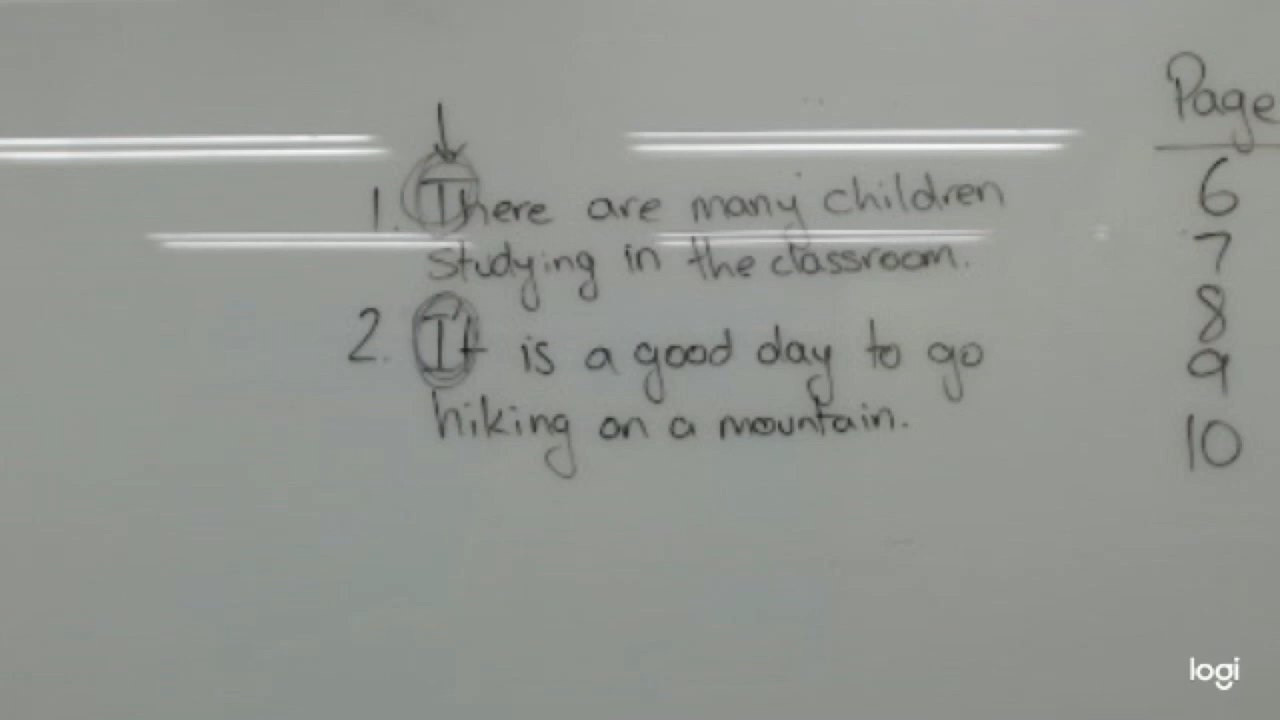 1. There are many children
studying in the classroom.
2. It is a good day to go
hiking on a mountain.
Page
6
7
8
9
10
logi